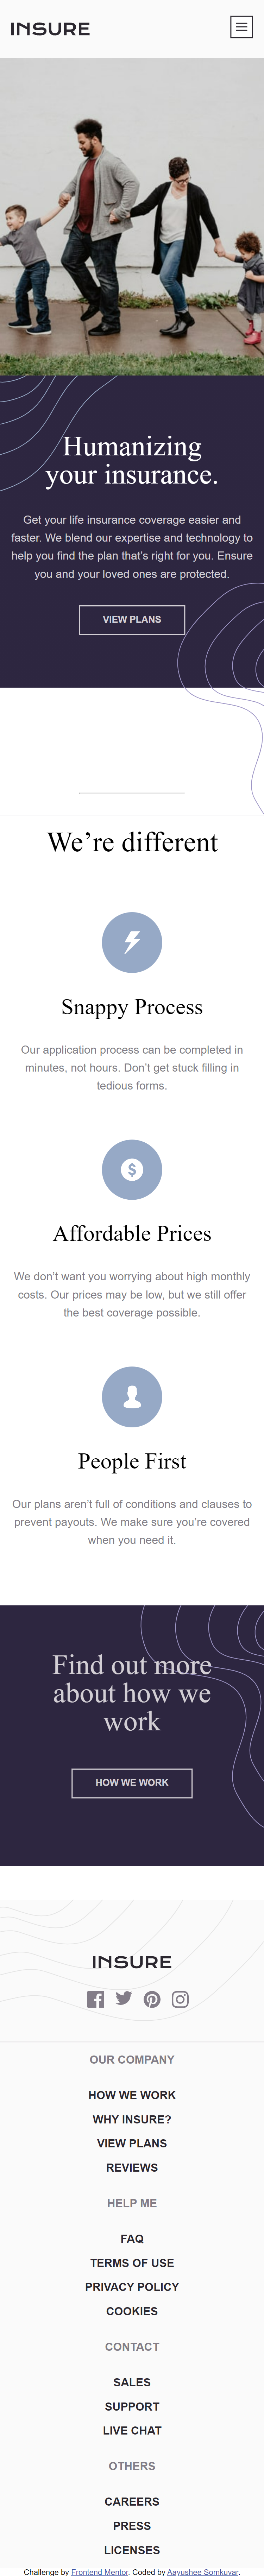 INSURE
Humanizing
your insurance.
Get your life insurance coverage easier and
faster. We blend our expertise and technology to
help you find the plan that’s right for you. Ensure
you and your loved ones are protected.
VIEW PLANS
We’re different
Snappy Process
Our application process can be completed in
minutes, not hours. Don’t get stuck filling in
tedious forms.
Affordable Prices
We don’t want you worrying about high monthly
costs. Our prices may be low, but we still offer
the best coverage possible.
People First
Our plans aren’t full of conditions and clauses to
prevent payouts. We make sure you’re covered
when you need it.
Find out more
about how we
work
HOW WE WORK
INSURE
OUR COMPANY
HOW WE WORK
WHY INSURE?
VIEW PLANS
REVIEWS
HELP ME
FAQ
TERMS OF USE
PRIVACY POLICY
COOKIES
CONTACT
SALES
SUPPORT
LIVE CHAT
OTHERS
CAREERS
PRESS
LICENSES
Challenge by Frontend Mentor. Coded by Aayushee Somkuvar.